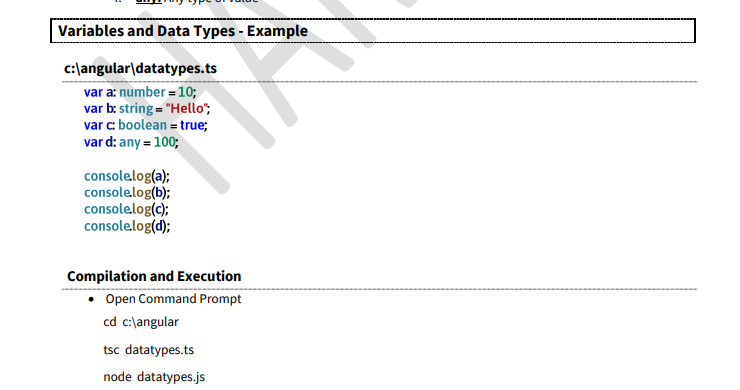 1. any: Any type of value
Variables and Data Types - Example
c:\angular\datatypes.ts
var a: number = 10;
var b: string = "Hello";
var c: boolean = true;
var d: any = 100;
console.log(a);
console.log(b);
console.log(c);
console.log(d);
Compilation and Execution
• Open Command Prompt
cd c:\angular
tsc datatypes.ts
node datatypes.js